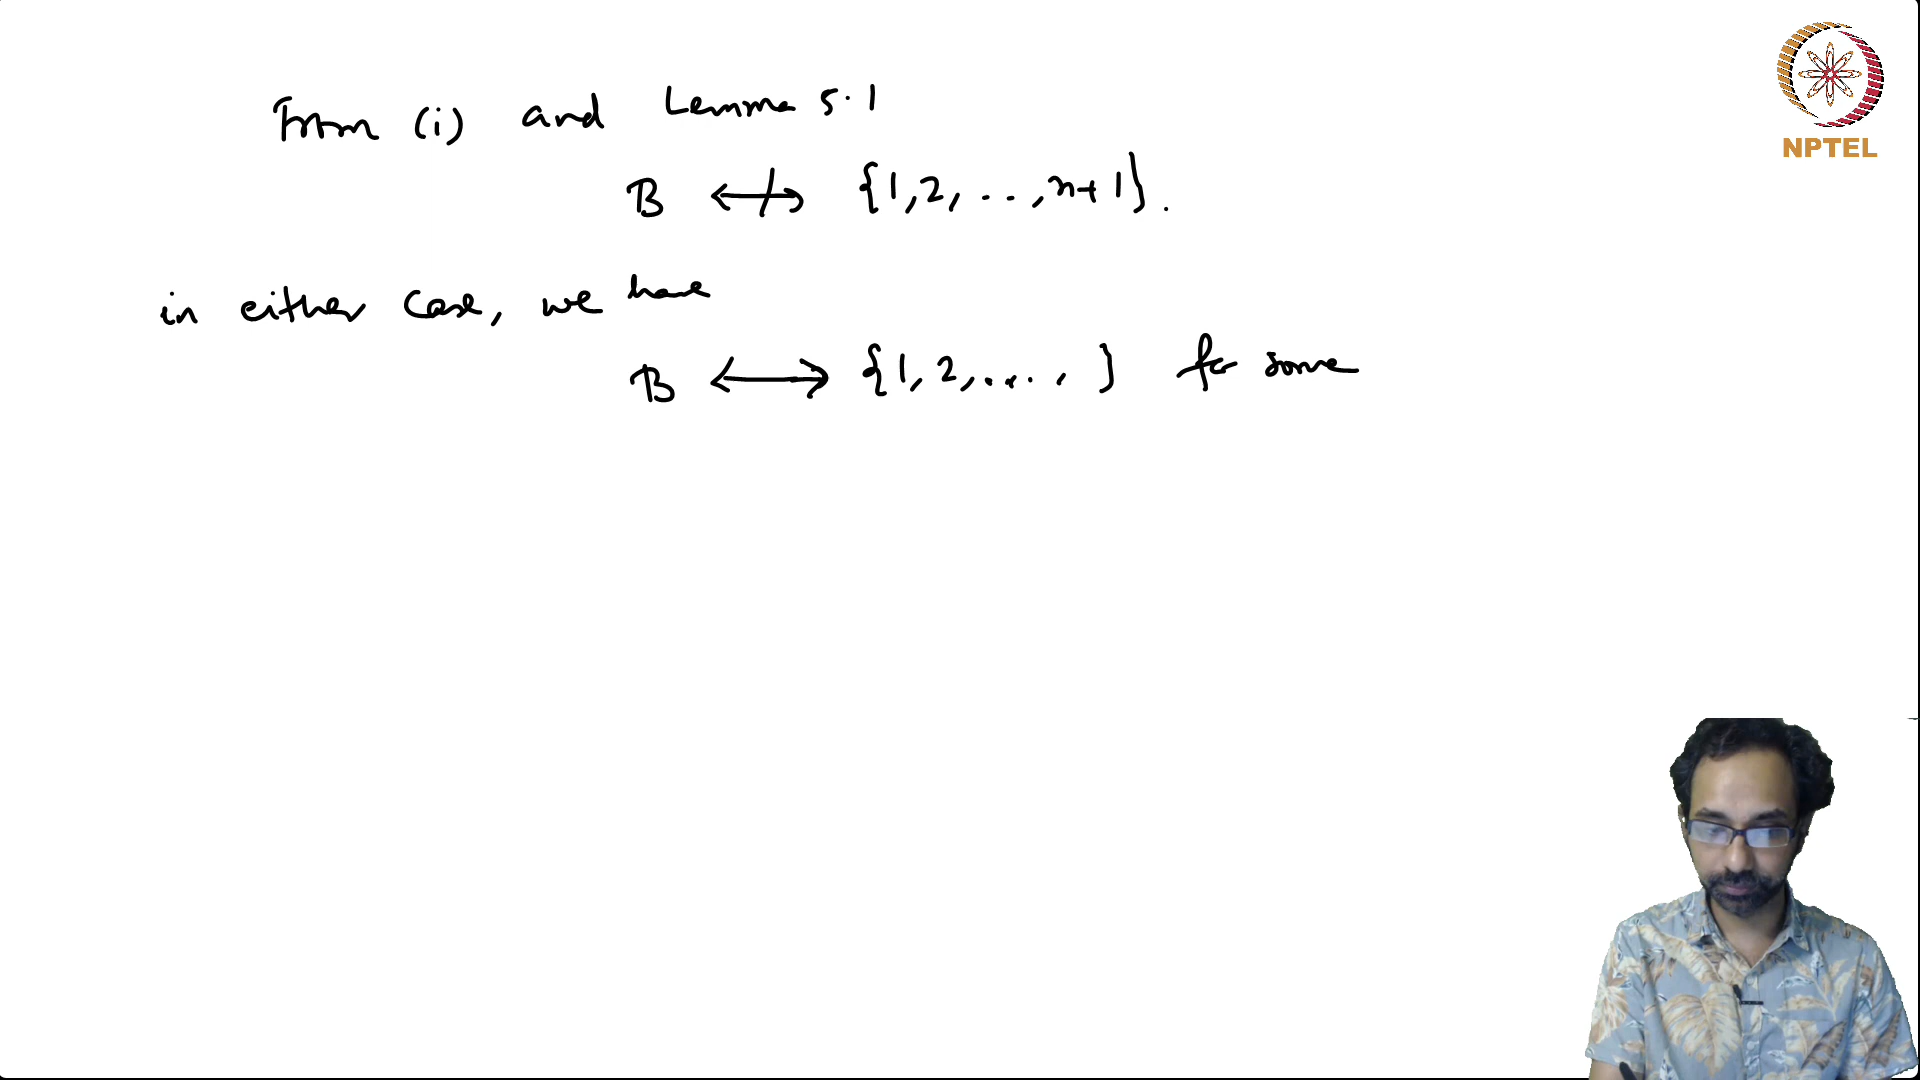 From (i) and Lemma 5.1
B ↮ {1,2, ..,n+1}.
in either case, we have
B ⟷ {1,2,...., } for some
NPTEL